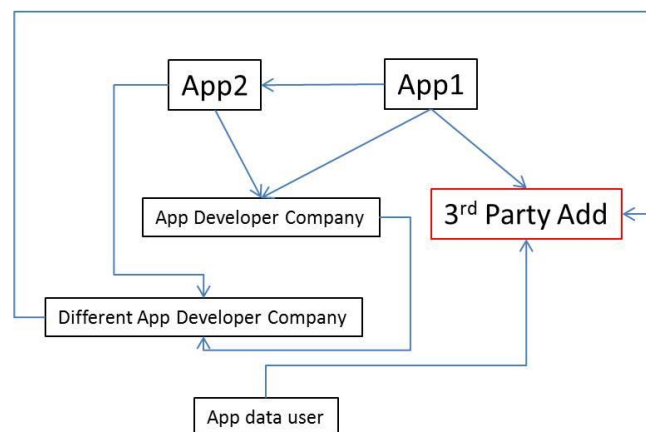 App2
App1
App Developer Company
3rd Party Add
Different App Developer Company
App data user